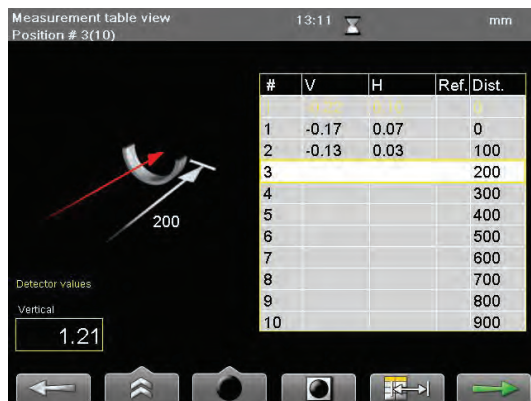 Measurement table view
13:11
mm
Position # 3(10)
# V H Ref. Dist.
1 0
1 -0.17 0.07 0
2 -0.13 0.03 100
3 200
4 300
5 400
6 500
7 600
8 700
9 800
10 900
200
Detector values
Vertical
1.21